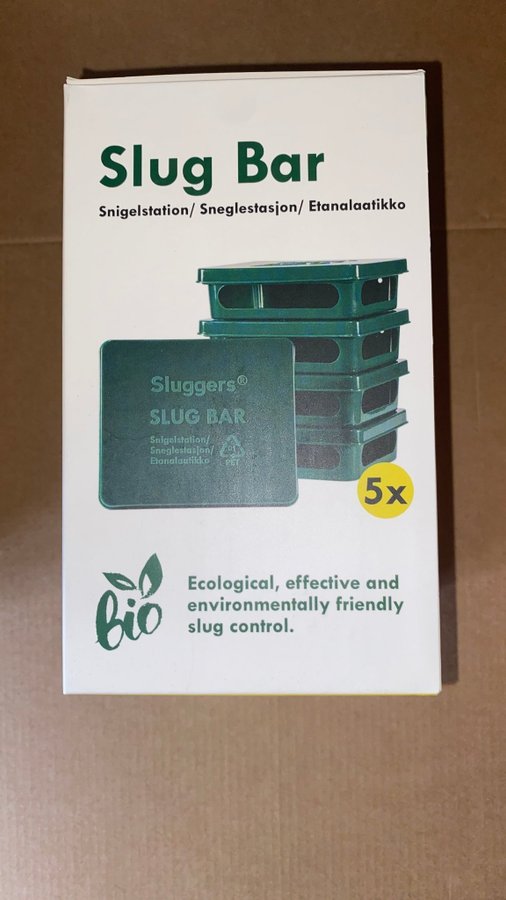 Slug Bar
Snigelstation/ Sneglestasjon/ Etanalaatikko
Sluggers®
SLUG BAR
Snigelstation/
Sneglestasjon/
Etanalaatikko
01
PET
5x
bio
Ecological, effective and
environmentally friendly
slug control.